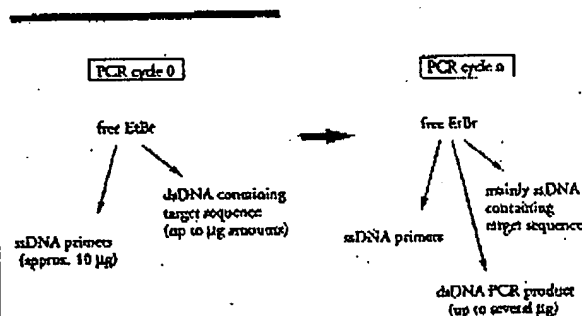 PCR cycle 0
free EtBr
ssDNA primers
(approx. 10 µg)
dsDNA containing
target sequence
(up to µg amounts)
PCR cycle n
free EtBr
ssDNA primers
mainly ssDNA
containing
target sequence
dsDNA PCR product
(up to several µg)